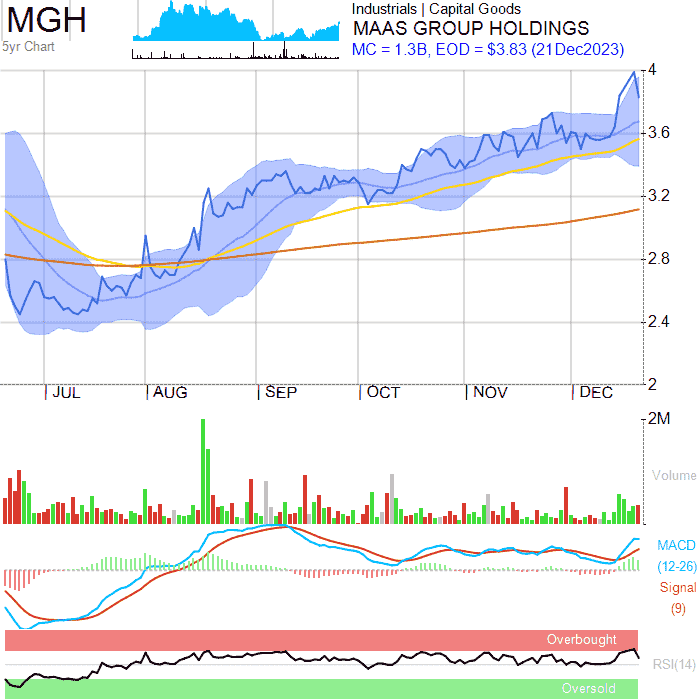 MGH
5yr Chart
Industrials | Capital Goods
MAAS GROUP HOLDINGS
MC = 1.3B, EOD = $3.83 (21Dec2023)
4
3.6
3.2
2.8
2.4
2
JUL AUG SEP OCT NOV DEC
2M
Volume
MACD
(12-26)
Signal
(9)
Overbought
RSI(14)
Oversold